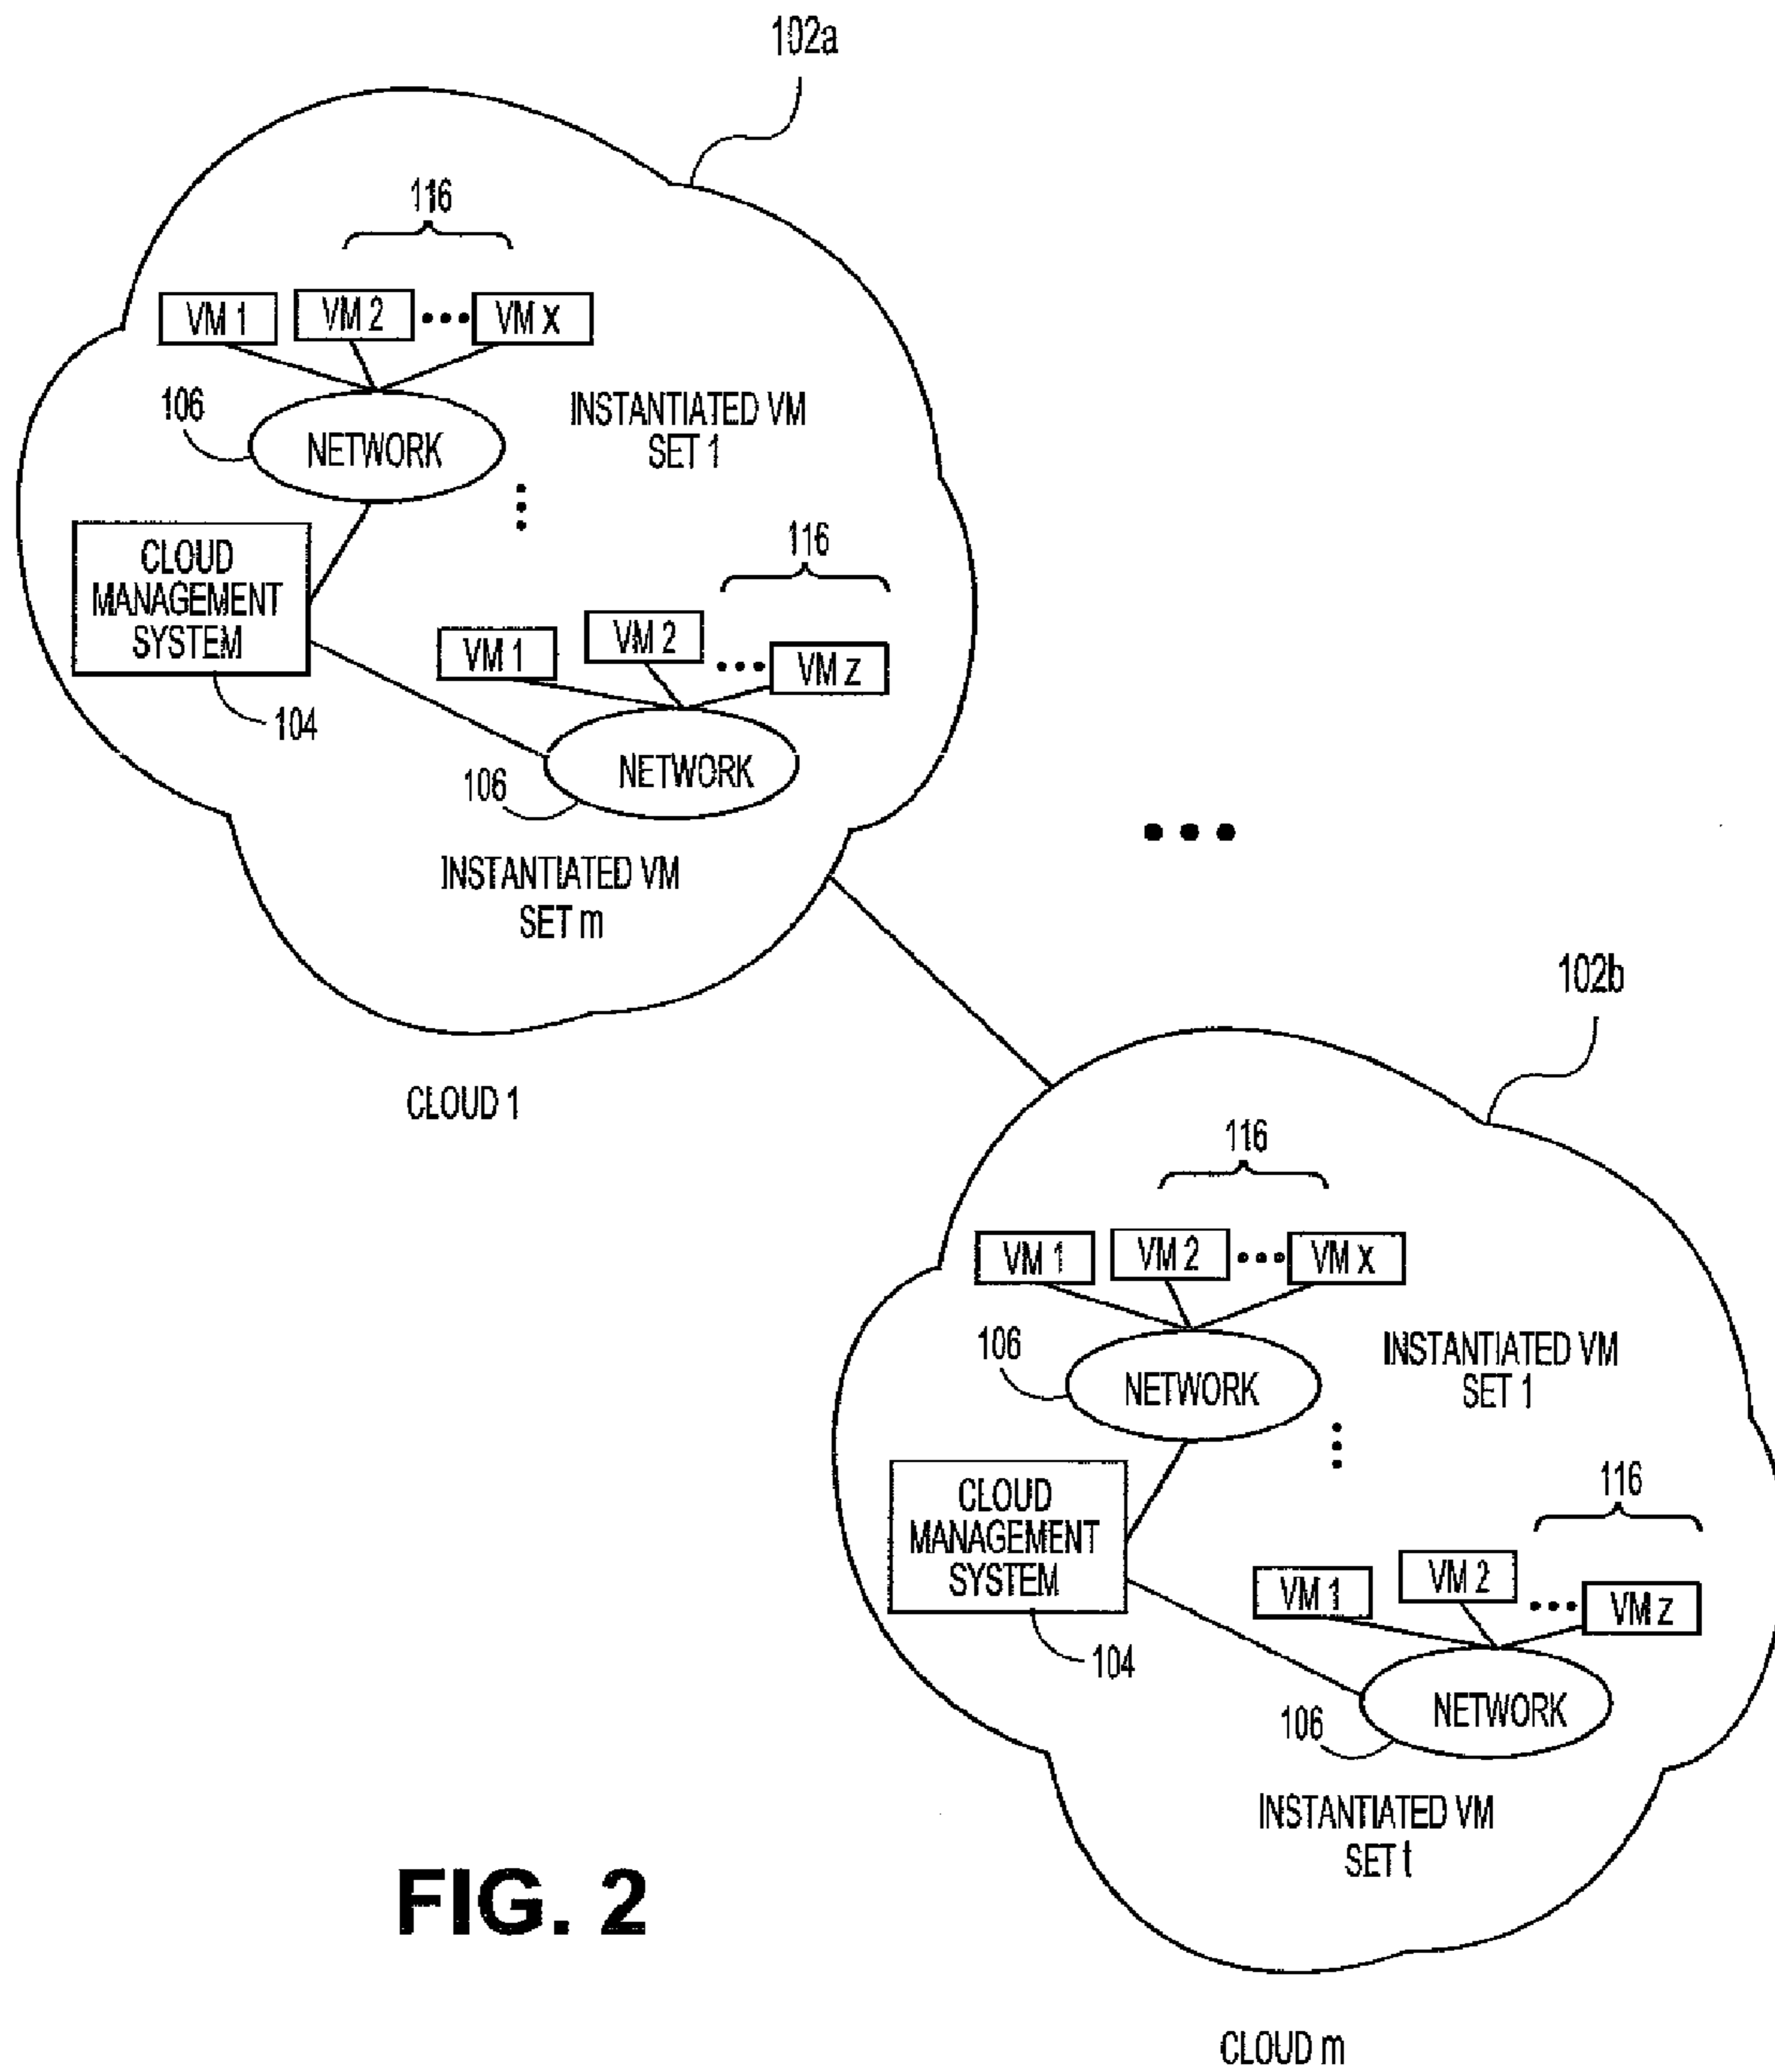 102a
116
VM 1
VM 2
VM X
106
NETWORK
INSTANTIATED VM
SET 1
CLOUD
MANAGEMENT
SYSTEM
104
116
VM 1
VM 2
VM Z
106
NETWORK
INSTANTIATED VM
SET m
CLOUD 1
102b
116
VM 1
VM 2
VM X
106
NETWORK
INSTANTIATED VM
SET 1
CLOUD
MANAGEMENT
SYSTEM
104
116
VM 1
VM 2
VM Z
106
NETWORK
INSTANTIATED VM
SET t
CLOUD m
FIG. 2